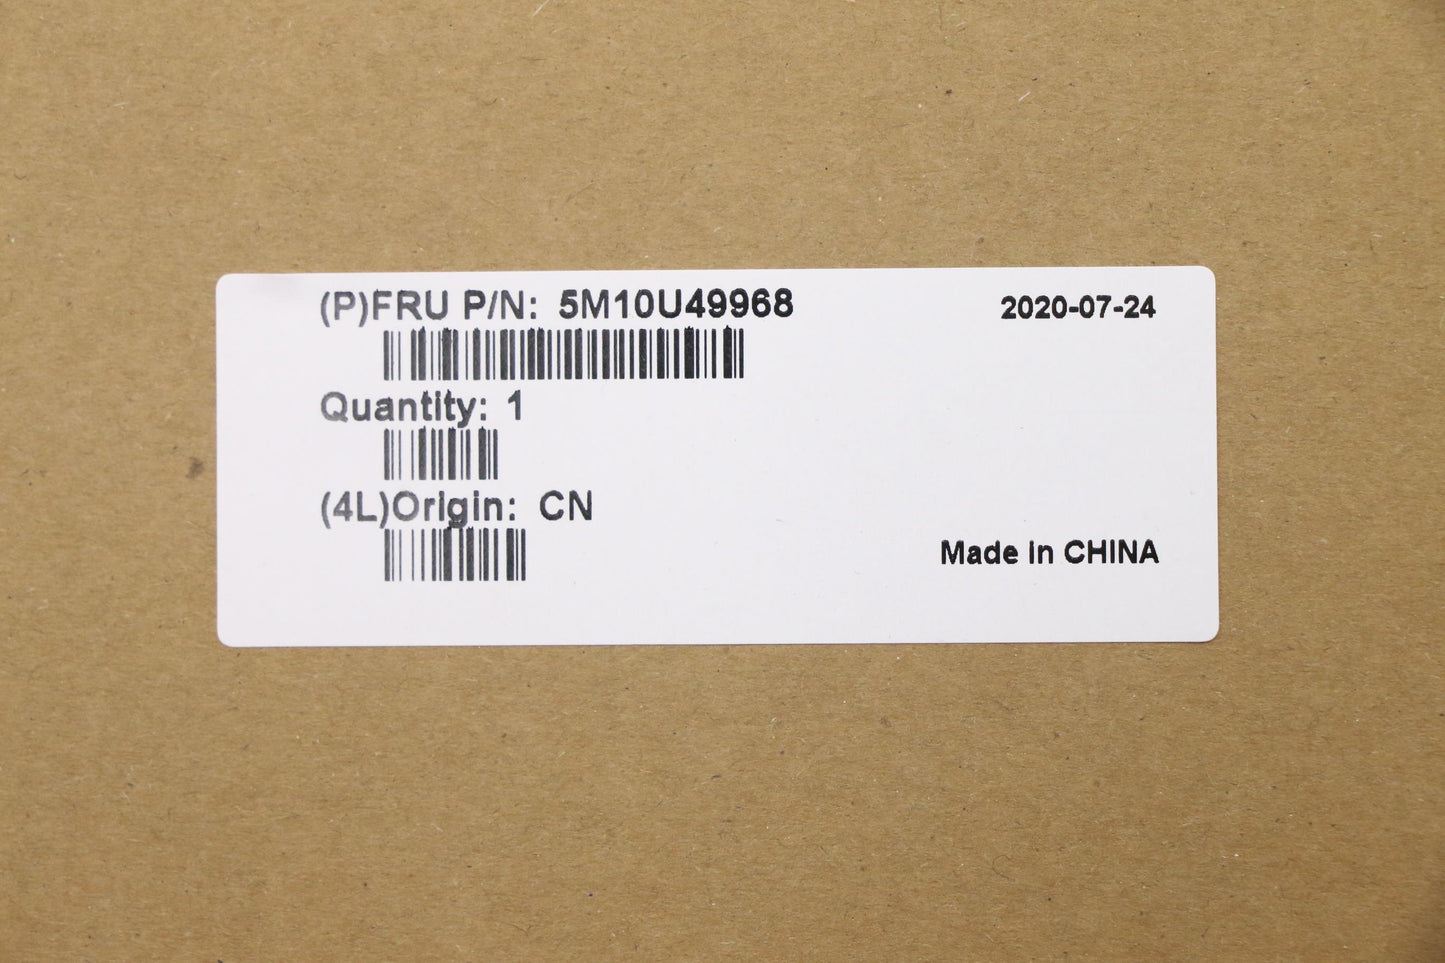 (P)FRU P/N: 5M10U49968 2020-07-24
Quantity: 1
(4L)Origin: CN
Made in CHINA